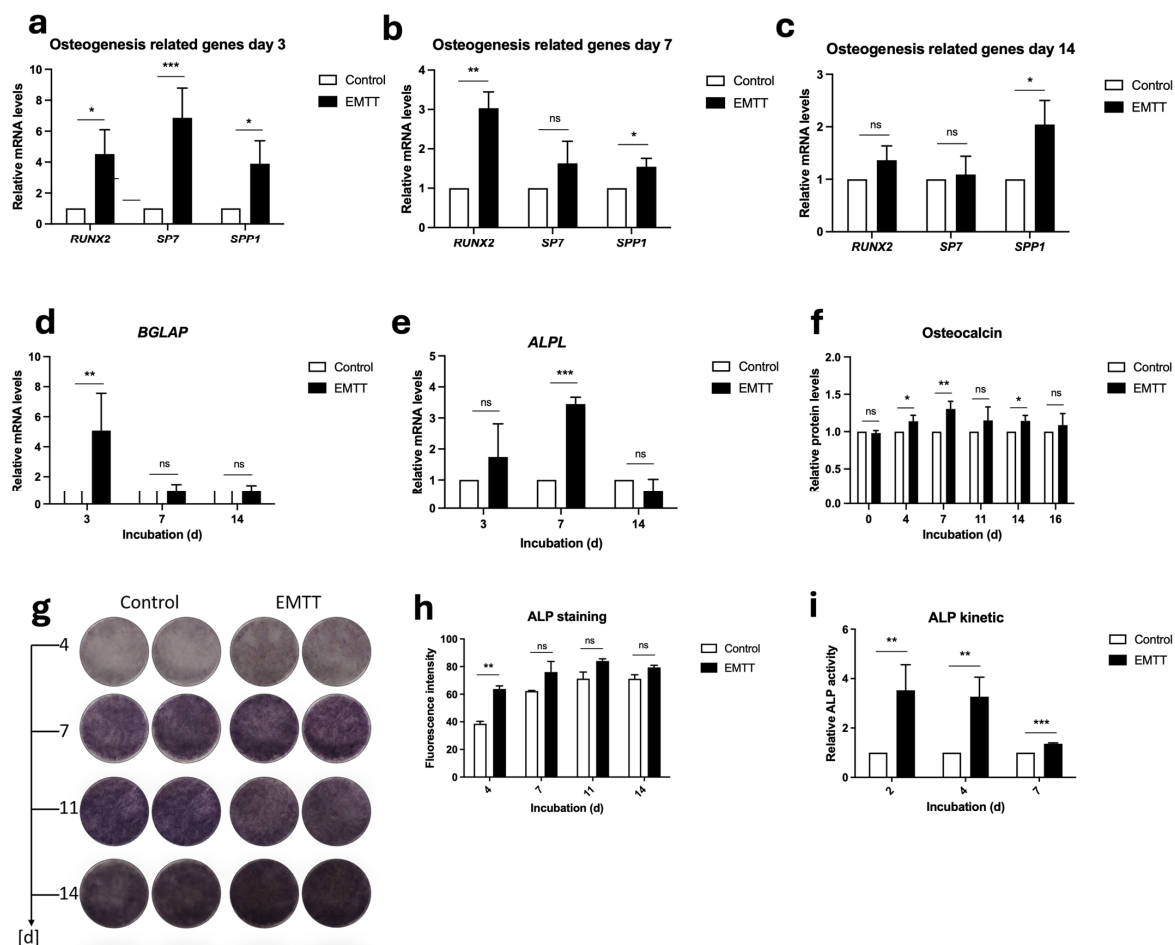 a
Osteogenesis related genes day 3
Relative mRNA levels
10
8
6
4
2
0
*
***
*
RUNX2
SP7
SPP1
Control
EMTT
b
Osteogenesis related genes day 7
Relative mRNA levels
4
3
2
1
0
**
ns
*
RUNX2
SP7
SPP1
Control
EMTT
c
Osteogenesis related genes day 14
Relative mRNA levels
3
2
1
0
ns
ns
*
RUNX2
SP7
SPP1
Control
EMTT
d
BGLAP
Relative mRNA levels
10
8
6
4
2
0
**
ns
ns
3
7
14
Incubation (d)
Control
EMTT
e
ALPL
Relative mRNA levels
5
4
3
2
1
0
ns
***
ns
3
7
14
Incubation (d)
Control
EMTT
f
Osteocalcin
Relative protein levels
2.0
1.5
1.0
0.5
0.0
ns
*
**
ns
*
ns
0
4
7
11
14
16
Incubation (d)
Control
EMTT
g
Control
EMTT
4
7
11
14
[d]
h
ALP staining
Fluorescence intensity
100
80
60
40
20
0
**
ns
ns
ns
4
7
11
14
Incubation (d)
Control
EMTT
i
ALP kinetic
Relative ALP activity
6
4
2
0
**
**
***
2
4
7
Incubation (d)
Control
EMTT